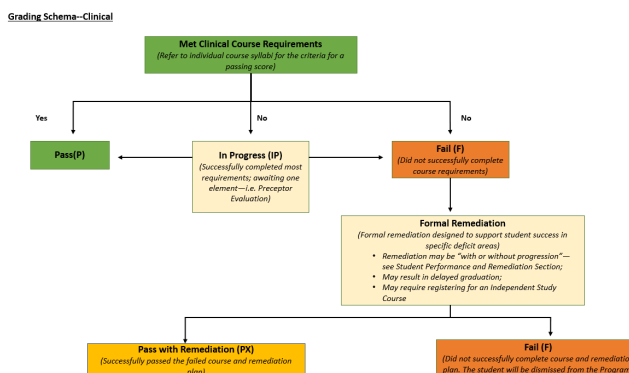 Grading Schema--Clinical
Met Clinical Course Requirements
(Refer to individual course syllabi for the criteria for a
passing score)
Yes
No
No
Pass(P)
In Progress (IP)
(Successfully completed most
requirements; awaiting one
element—i.e. Preceptor
Evaluation)
Fail (F)
(Did not successfully complete
course requirements)
Formal Remediation
(Formal remediation designed to support student success in
specific deficit areas)
• Remediation may be "with or without progression"—
see Student Performance and Remediation Section;
• May result in delayed graduation;
• May require registering for an Independent Study
Course
Pass with Remediation (PX)
(Successfully passed the failed course and remediation
plan)
Fail (F)
(Did not successfully complete course and remediatio
plan. The student will be dismissed from the Program